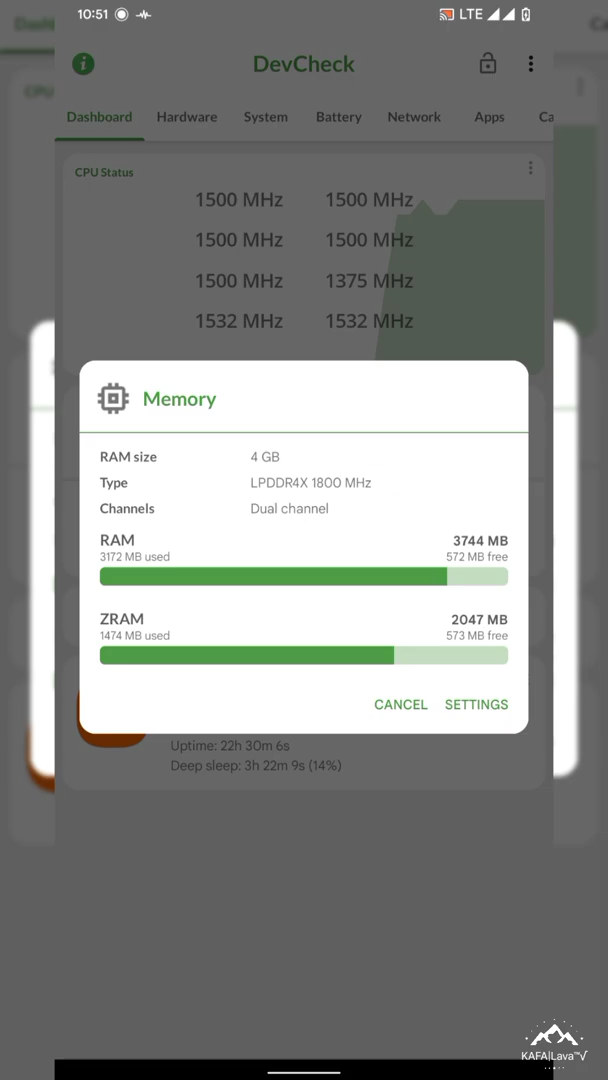 10:51 LTE
DevCheck
Dashboard Hardware System Battery Network Apps Ca
CPU Status
1500 MHz 1500 MHz
1500 MHz 1500 MHz
1500 MHz 1375 MHz
1532 MHz 1532 MHz
Memory
RAM size 4 GB
Type LPDDR4X 1800 MHz
Channels Dual channel
RAM 3744 MB
3172 MB used 572 MB free
ZRAM 2047 MB
1474 MB used 573 MB free
CANCEL SETTINGS
Uptime: 22h 30m 6s
Deep sleep: 3h 22m 9s (14%)
KAFA|Lava™√